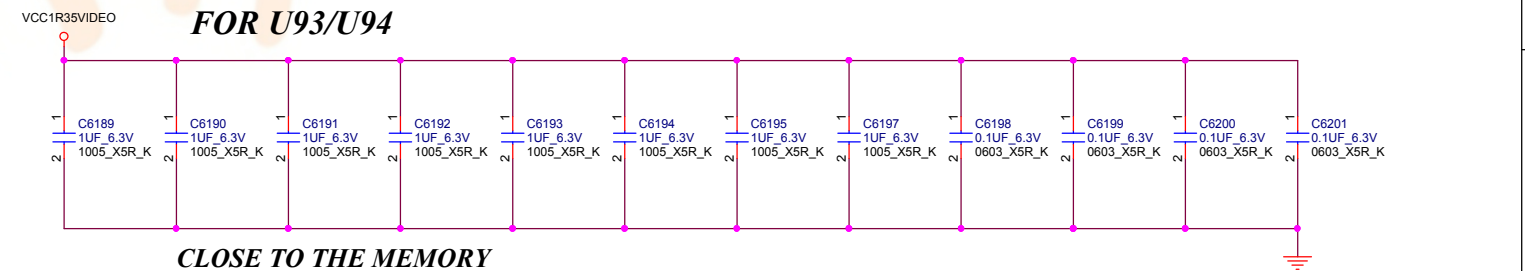 VCC1R35VIDEO
FOR U93/U94
1 1 1 1 1 1 1 1 1 1 1 1
C6189 C6190 C6191 C6192 C6193 C6194 C6195 C6197 C6198 C6199 C6200 C6201
1UF_6.3V 1UF_6.3V 1UF_6.3V 1UF_6.3V 1UF_6.3V 1UF_6.3V 1UF_6.3V 1UF_6.3V 0.1UF_6.3V 0.1UF_6.3V 0.1UF_6.3V 0.1UF_6.3V
1005_X5R_K 1005_X5R_K 1005_X5R_K 1005_X5R_K 1005_X5R_K 1005_X5R_K 1005_X5R_K 1005_X5R_K 0603_X5R_K 0603_X5R_K 0603_X5R_K 0603_X5R_K
2 2 2 2 2 2 2 2 2 2 2 2
CLOSE TO THE MEMORY